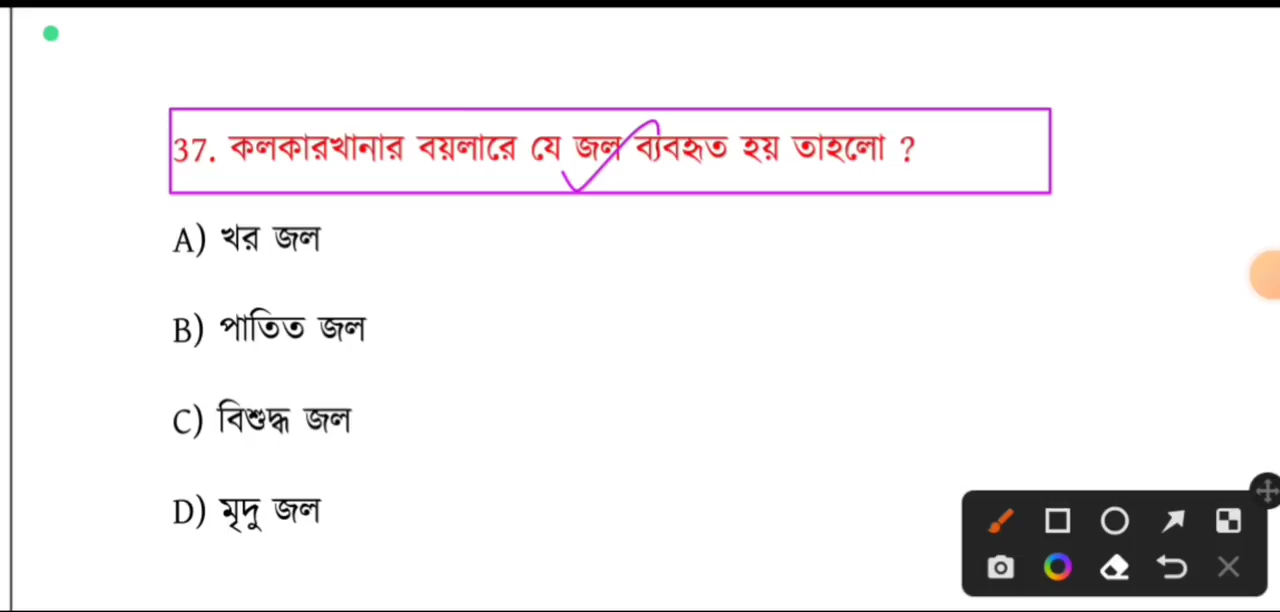 37. কলকারখানার বয়লারে যে জল ব্যবহৃত হয় তাহলো ?
A) খর জল
B) পাতিত জল
C) বিশুদ্ধ জল
D) মৃদু জল